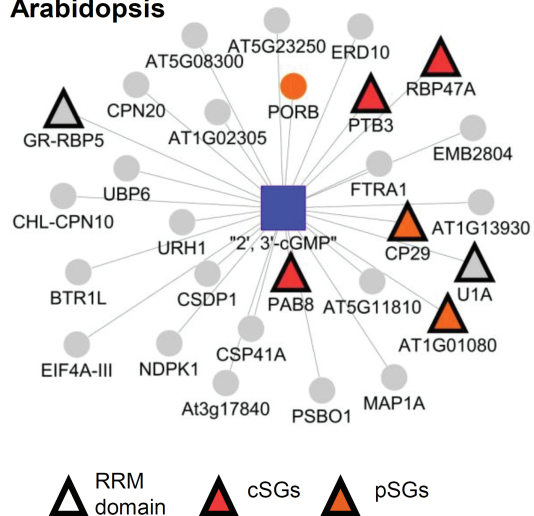 Arabidopsis
AT5G23250
ERD10
AT5G08300
RBP47A
CPN20
PORB
PTB3
AT1G02305
GR-RBP5
EMB2804
FTRA1
UBP6
CHL-CPN10
AT1G13930
URH1
"2', 3'-cGMP"
CP29
BTR1L
CSDP1
PAB8
AT5G11810
U1A
AT1G01080
CSP41A
EIF4A-III
NDPK1
At3g17840
PSBO1
MAP1A
RRM
domain
cSGs
pSGs